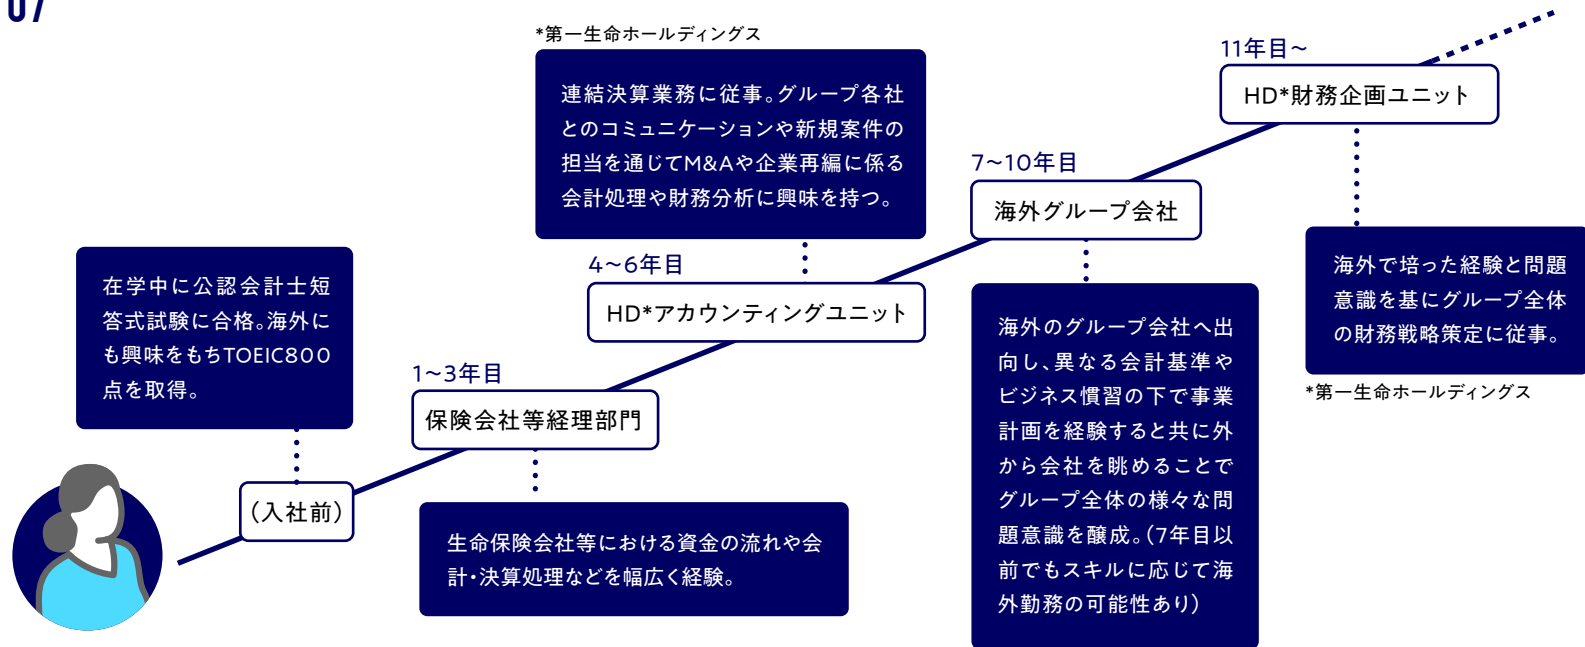 07
(入社前)
在学中に公認会計士短
答式試験に合格。海外に
も興味をもちTOEIC800
点を取得。
1~3年目
保険会社等経理部門
生命保険会社等における資金の流れや会
計・決算処理などを幅広く経験。
4~6年目
HD*アカウンティングユニット
*第一生命ホールディングス
連結決算業務に従事。グループ各社
とのコミュニケーションや新規案件の
担当を通じてM&Aや企業再編に係る
会計処理や財務分析に興味を持つ。
7~10年目
海外グループ会社
海外のグループ会社へ出
向し、異なる会計基準や
ビジネス慣習の下で事業
計画を経験すると共に外
から会社を眺めることで
グループ全体の様々な問
題意識を醸成。(7年目以
前でもスキルに応じて海
外勤務の可能性あり)
11年目~
HD*財務企画ユニット
海外で培った経験と問題
意識を基にグループ全体
の財務戦略策定に従事。
*第一生命ホールディングス